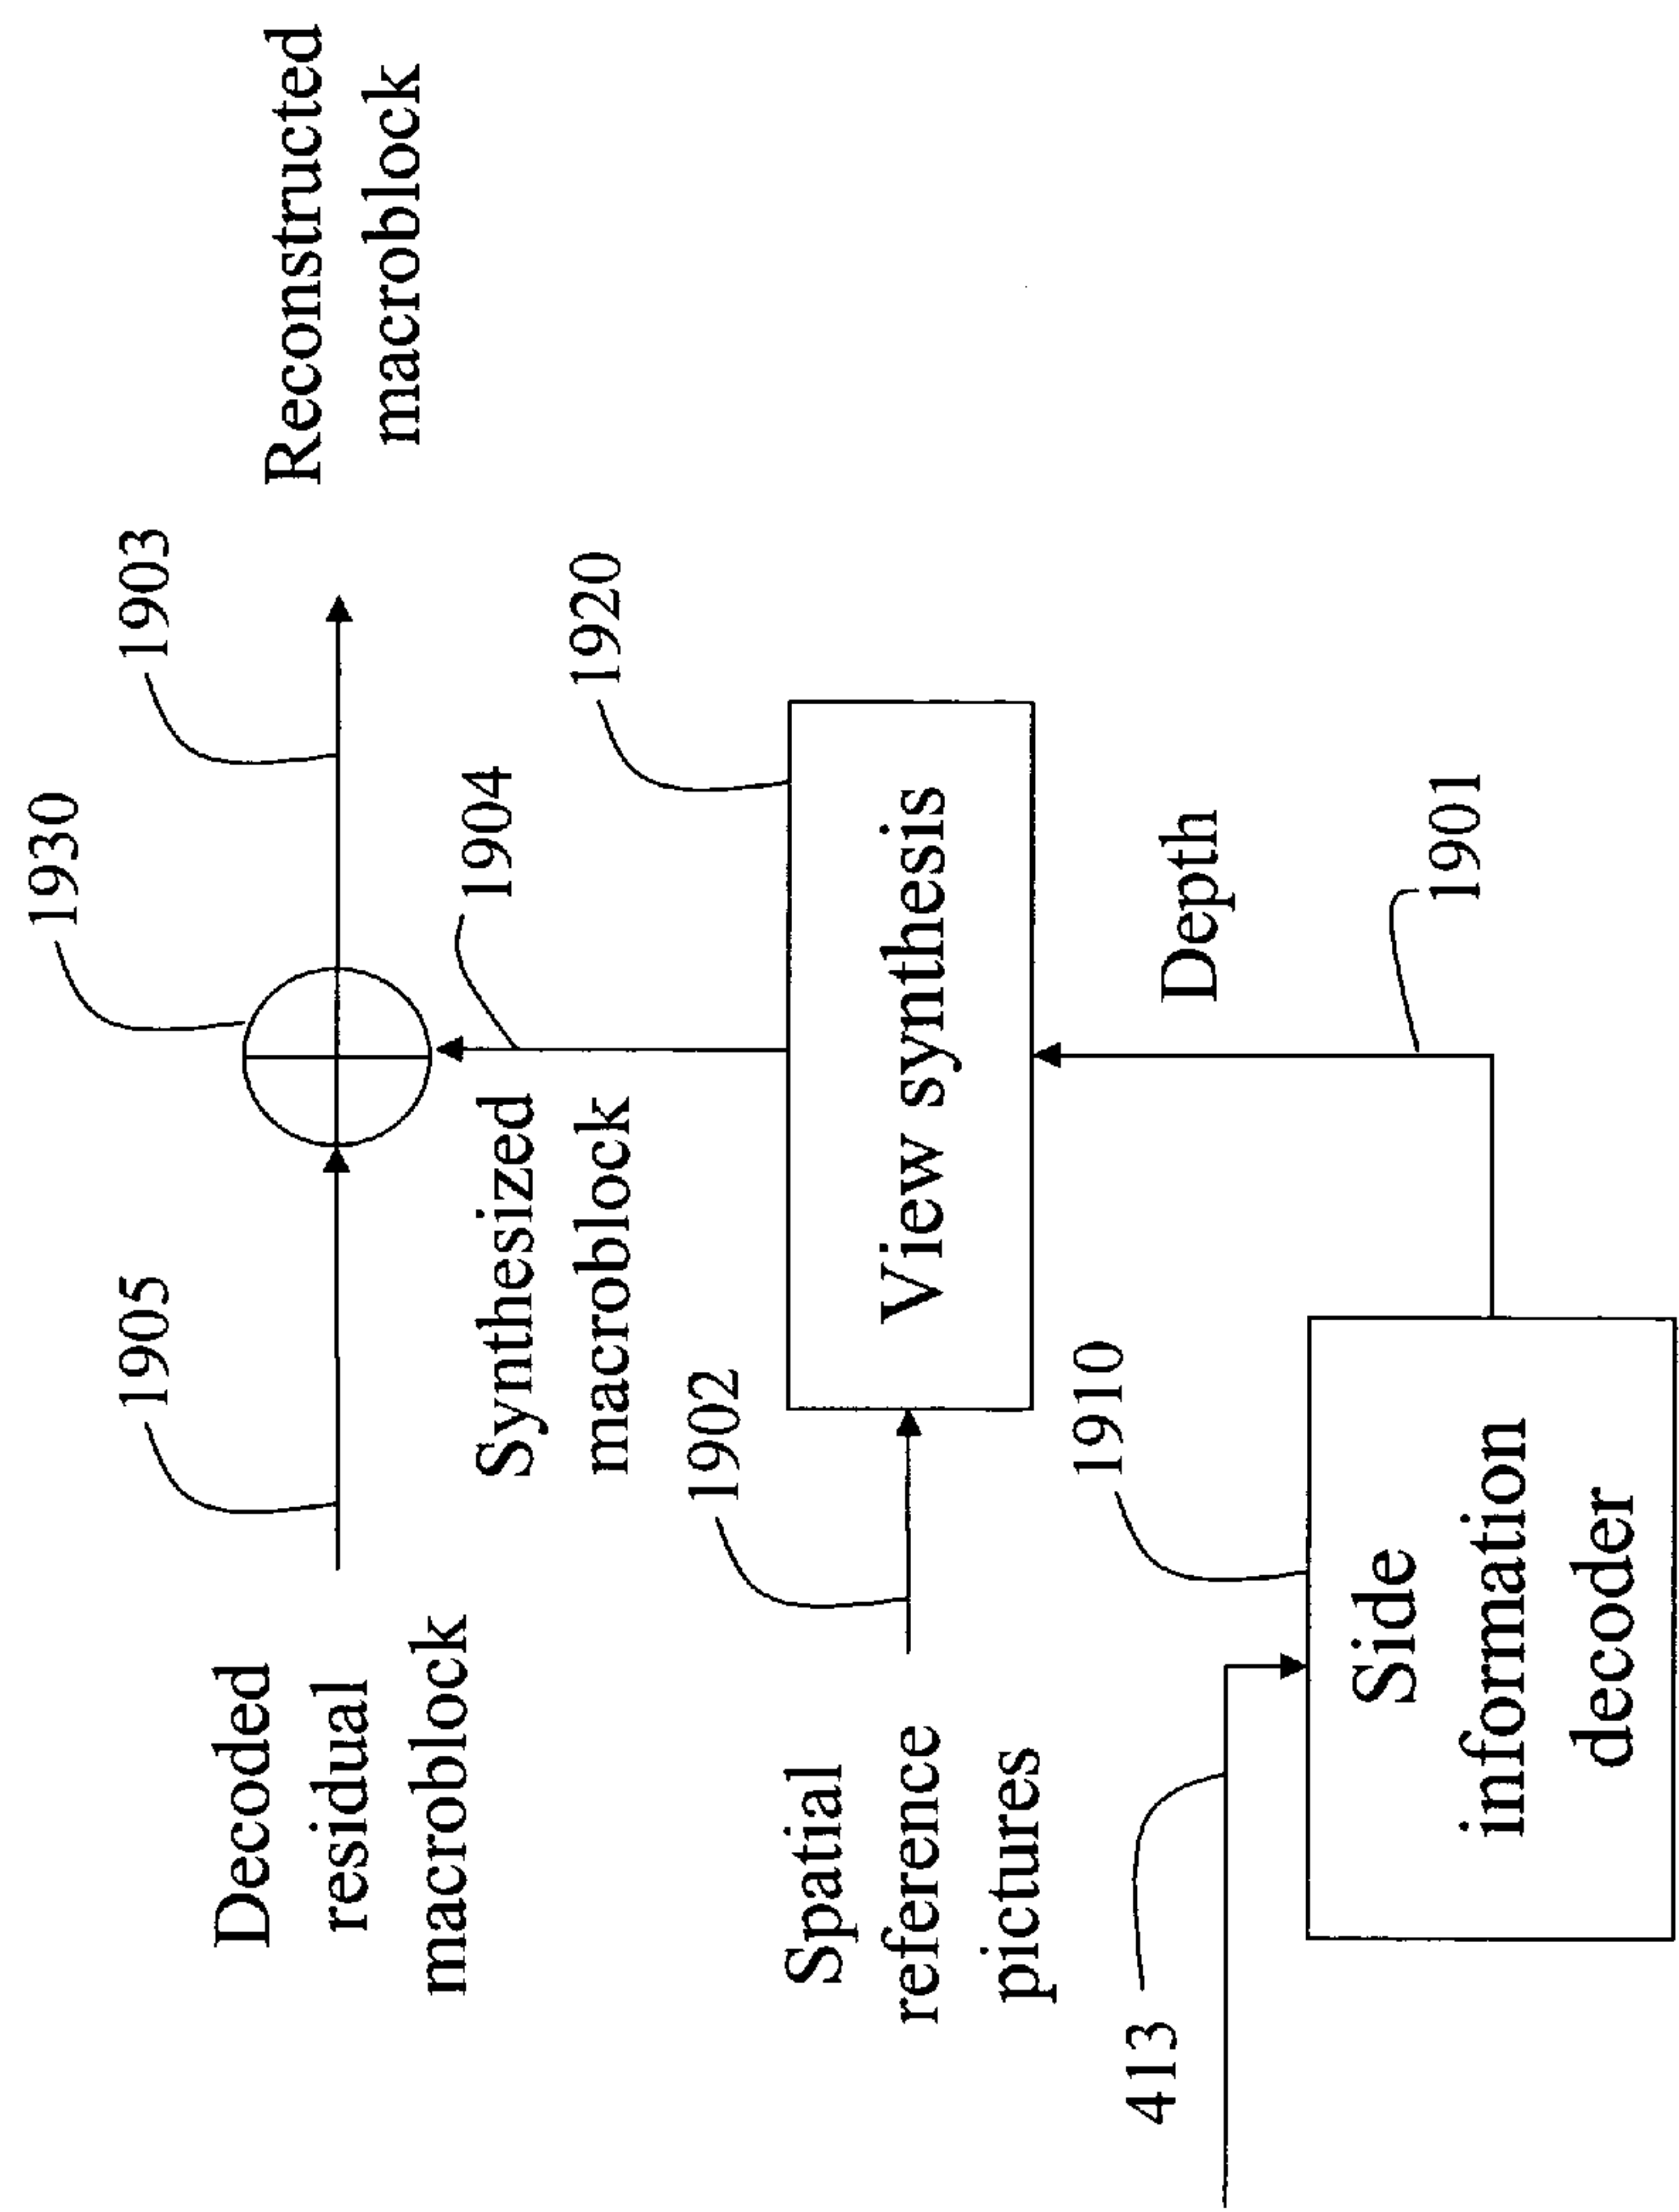 1930
1905
1903
Decoded
residual
macroblock
Reconstructed
macroblock
1904
Synthesized
macroblock
1920
1902
Spatial
reference
pictures
View synthesis
413
1910
Depth
Side
information
decoder
1901